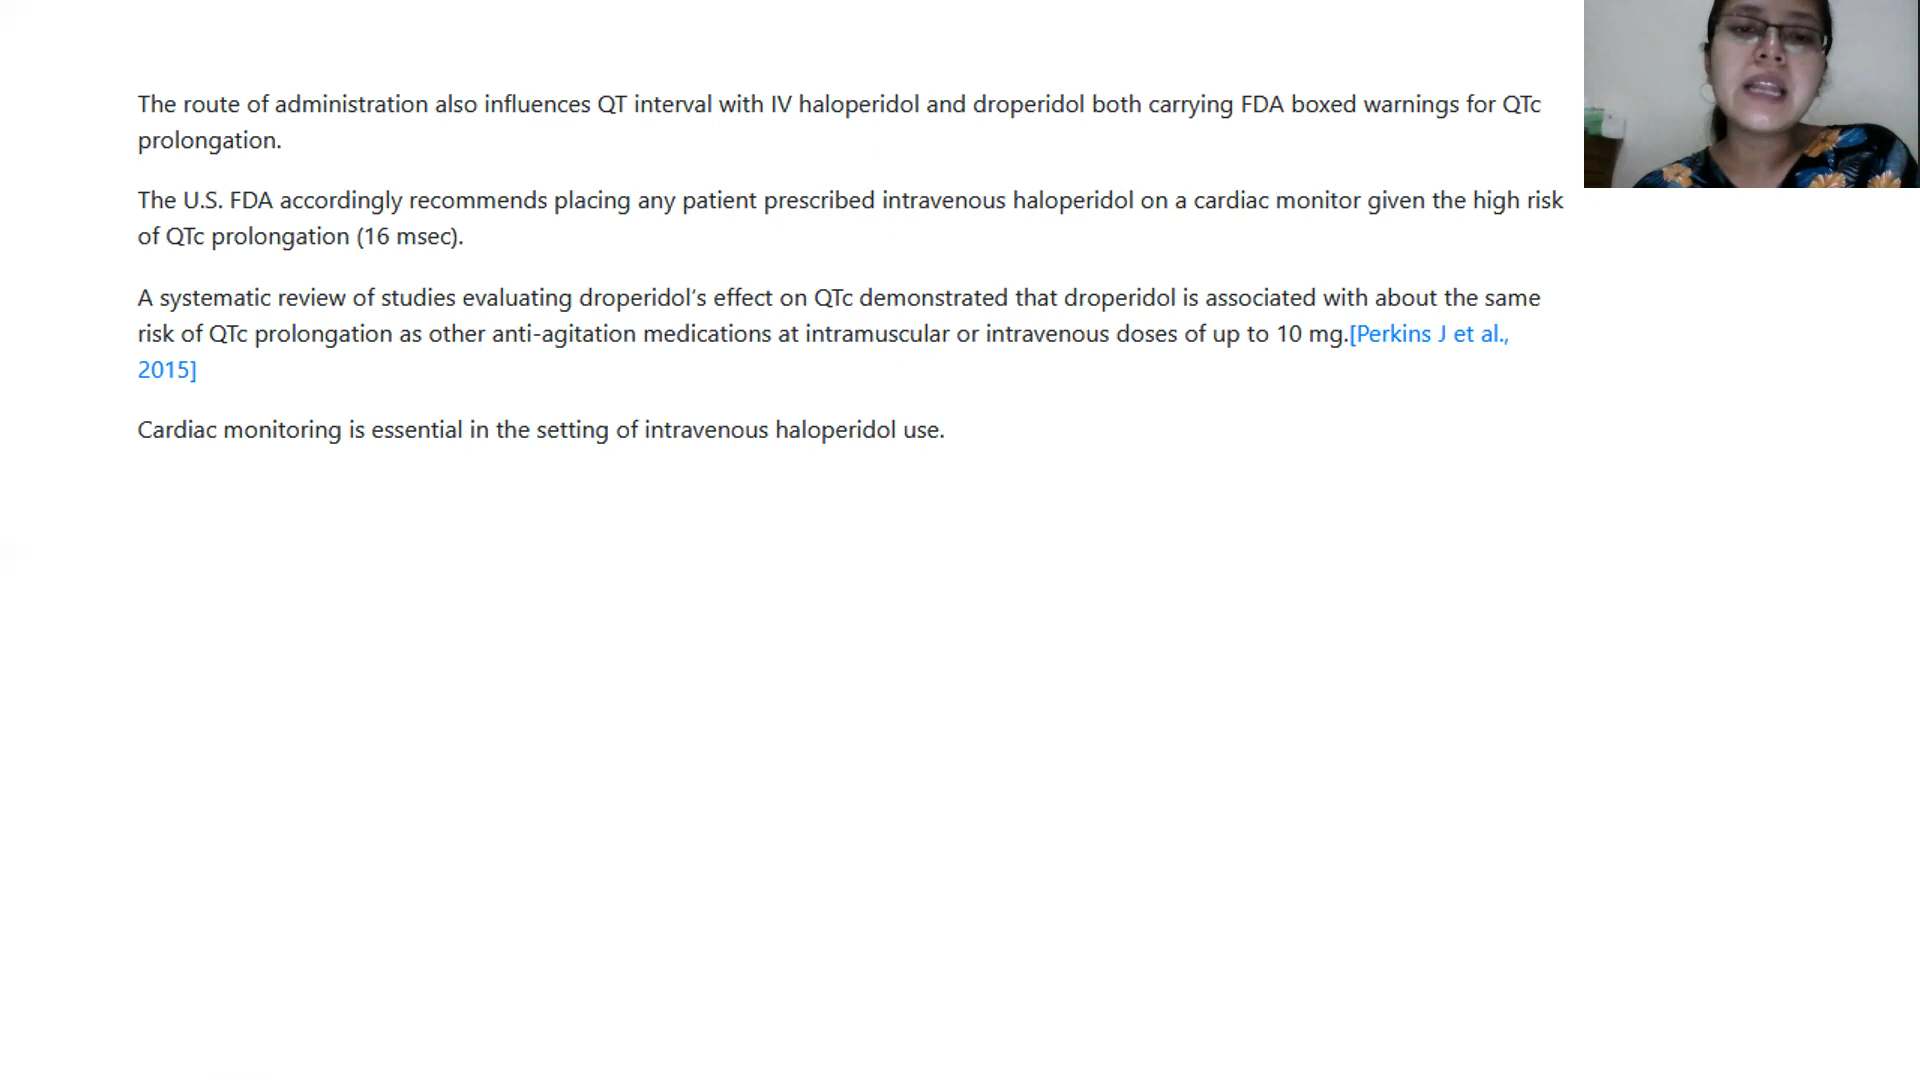 The route of administration also influences QT interval with IV haloperidol and droperidol both carrying FDA boxed warnings for QTc
prolongation.
The U.S. FDA accordingly recommends placing any patient prescribed intravenous haloperidol on a cardiac monitor given the high risk
of QTc prolongation (16 msec).
A systematic review of studies evaluating droperidol’s effect on QTc demonstrated that droperidol is associated with about the same
risk of QTc prolongation as other anti-agitation medications at intramuscular or intravenous doses of up to 10 mg.[Perkins J et al.,
2015]
Cardiac monitoring is essential in the setting of intravenous haloperidol use.